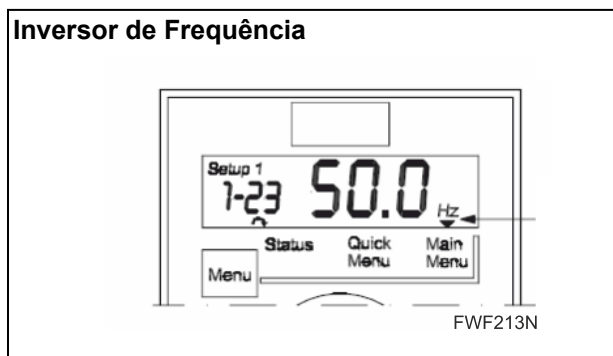 Inversor de Frequência
Setup 1
1-23 50.0 Hz
Status Quick Menu Main Menu
Menu
FWF213N